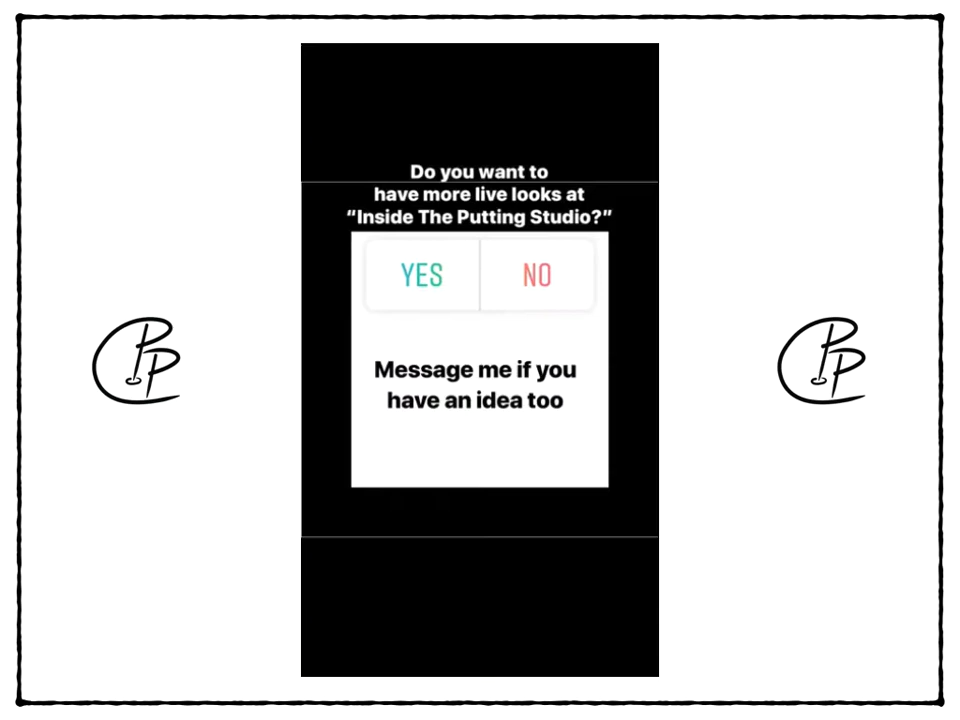 Do you want to
have more live looks at
“Inside The Putting Studio?”
YES NO
Message me if you
have an idea too